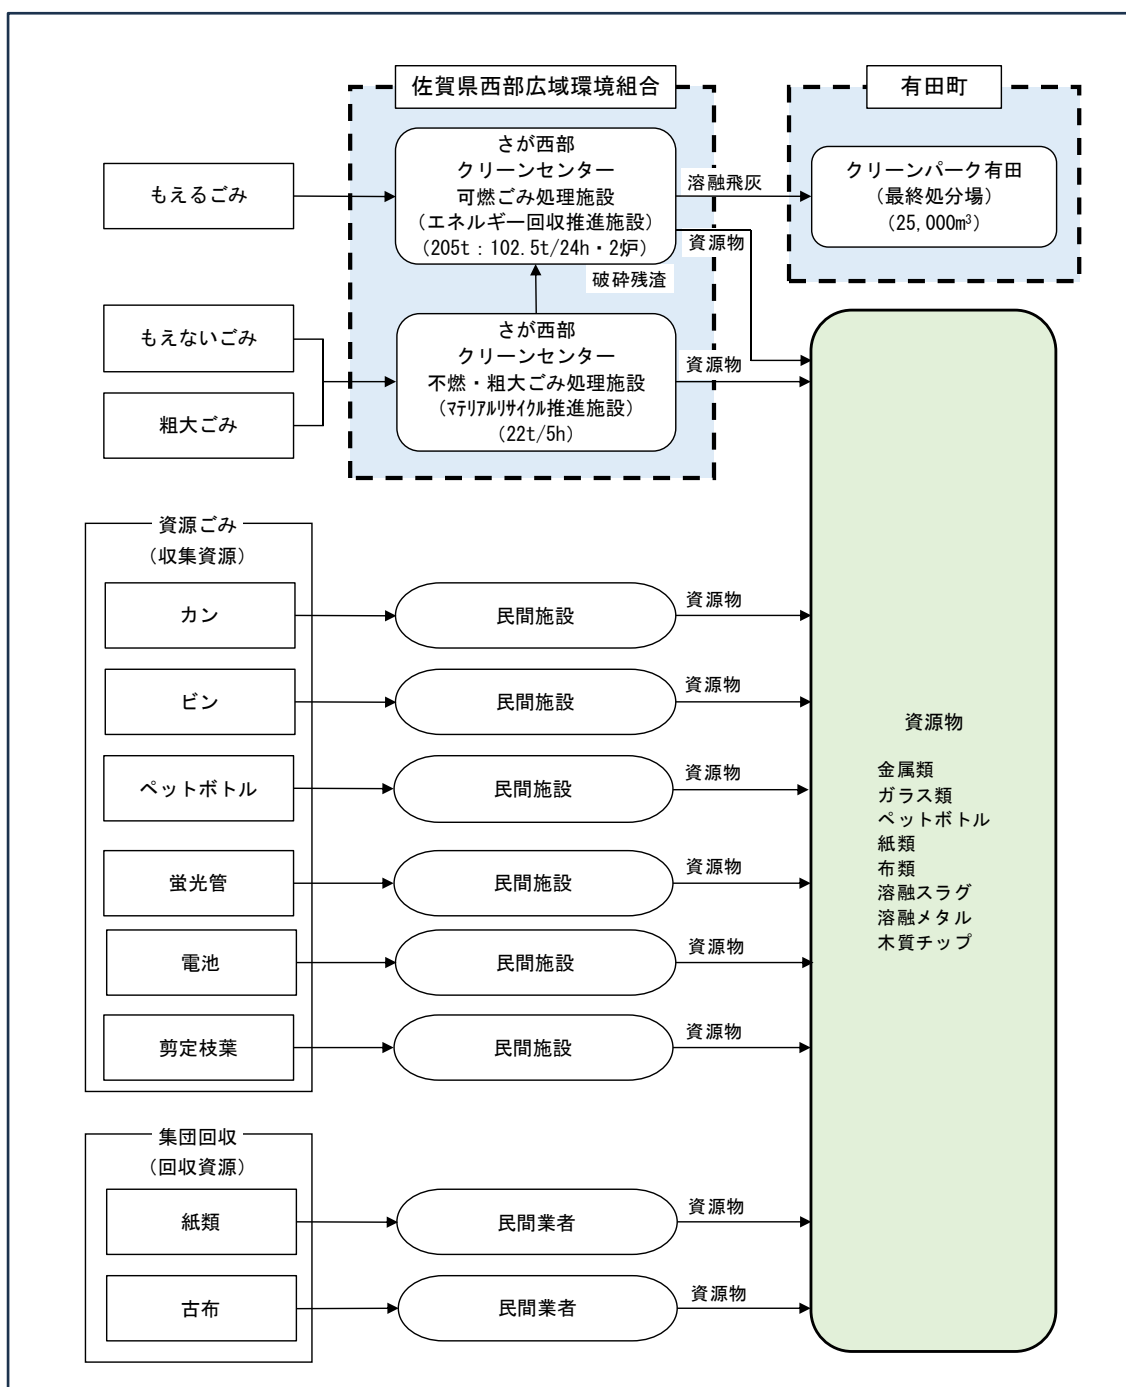 佐賀県西部広域環境組合
有田町
もえるごみ
さが西部
クリーンセンター
可燃ごみ処理施設
(エネルギー回収推進施設)
(205t：102.5t/24h・2炉)
溶融飛灰
資源物
クリーンパーク有田
(最終処分場)
(25,000m³)
破砕残渣
もえないごみ
粗大ごみ
さが西部
クリーンセンター
不燃・粗大ごみ処理施設
(ﾏﾃﾘｱﾙﾘｻｲｸﾙ推進施設)
(22t/5h)
資源物
資源ごみ
(収集資源)
カン
民間施設
資源物
ビン
民間施設
資源物
ペットボトル
民間施設
資源物
蛍光管
民間施設
資源物
電池
民間施設
資源物
剪定枝葉
民間施設
資源物
集団回収
(回収資源)
紙類
民間業者
資源物
古布
民間業者
資源物
資源物
金属類
ガラス類
ペットボトル
紙類
布類
溶融スラグ
溶融メタル
木質チップ